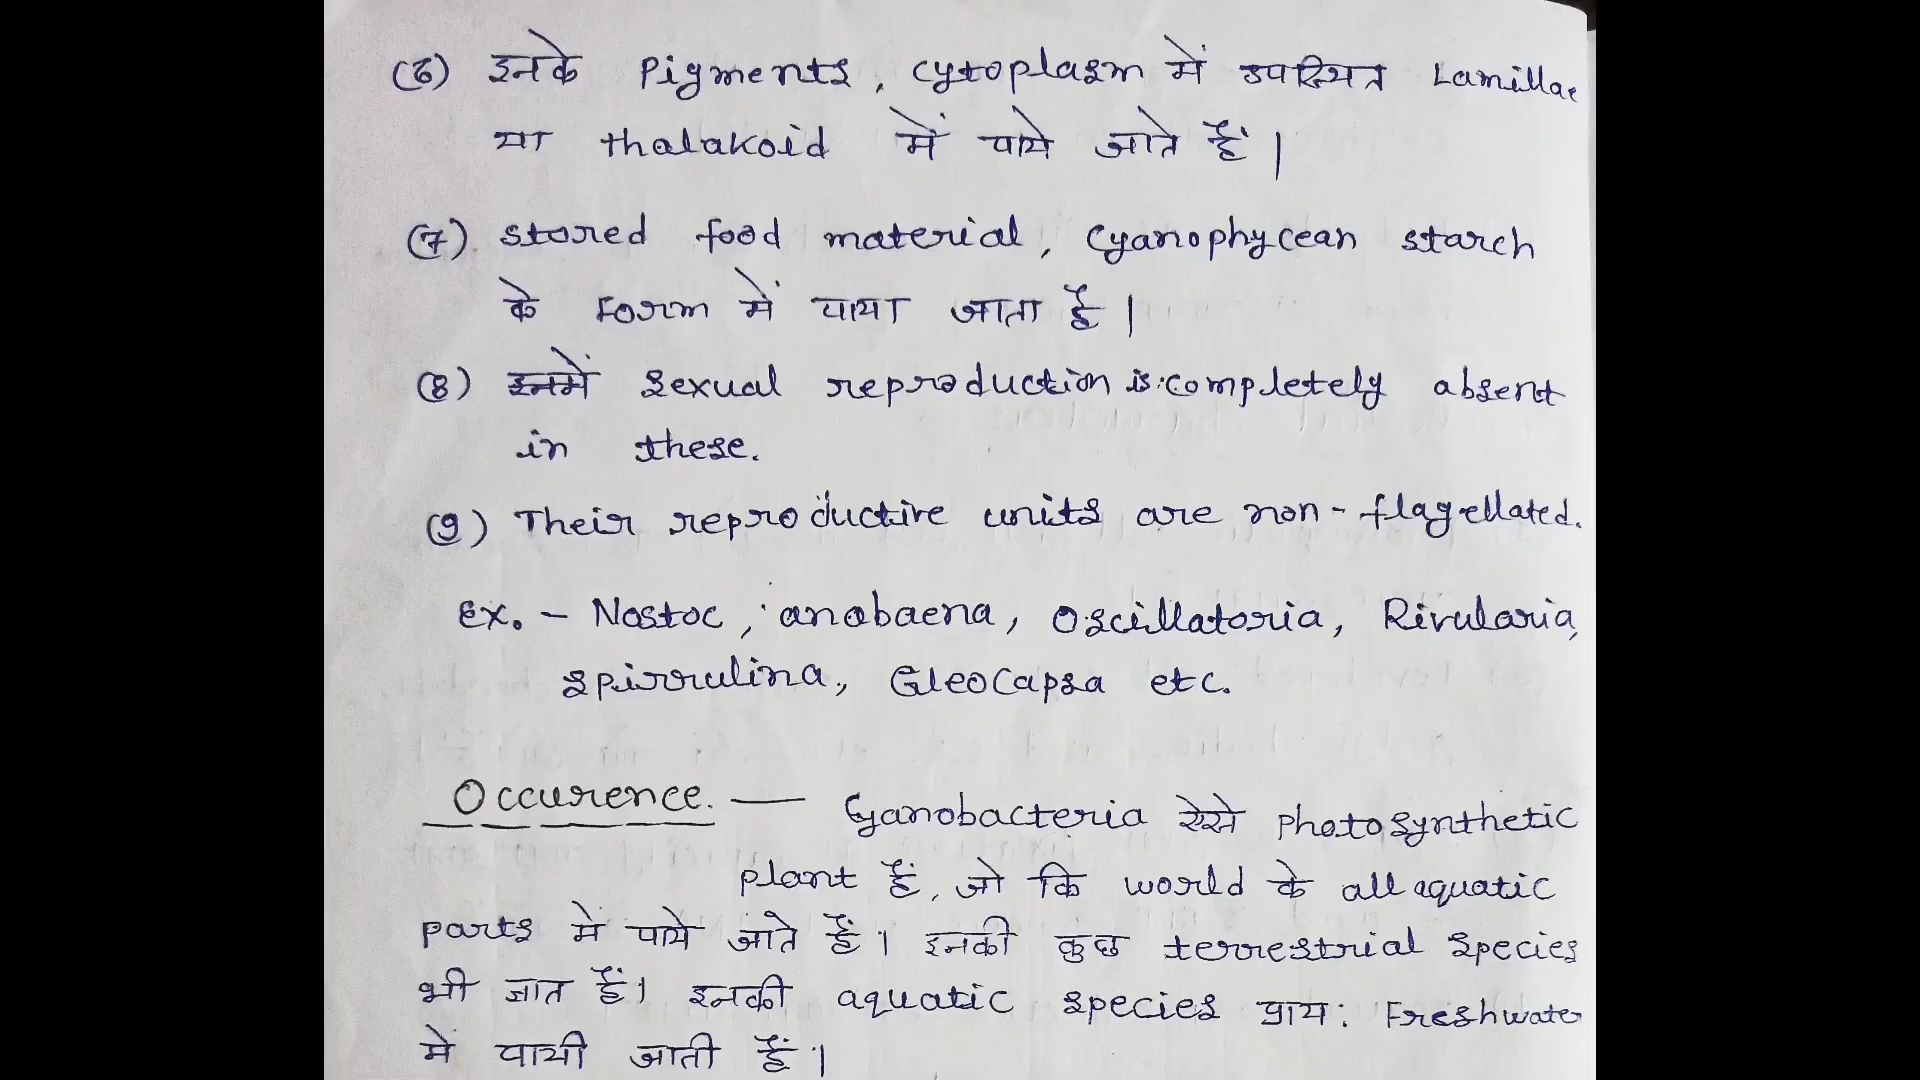 (6) इनके Pigments, cytoplasm में उपस्थित Lamillae
या thalakoid में पाये जाते हैं |
(7). stored food material, Cyanophycean starch
के Form में पाया जाता है |
(8) इनमें sexual reproduction is completely absent
in these.
(9) Their reproductive units are non-flagellated.
Ex. - Nostoc, anabaena, Oscillatoria, Rivularia,
spirrulina, Gleocapsa etc.
Occurence. — Cyanobacteria ऐसे Photosynthetic
plant हैं, जो कि world के all aquatic
parts में पाये जाते हैं। इनकी कुछ terrestrial species
भी ज्ञात हैं। इनकी aquatic species प्राय: Freshwater
में पायी जाती हैं।